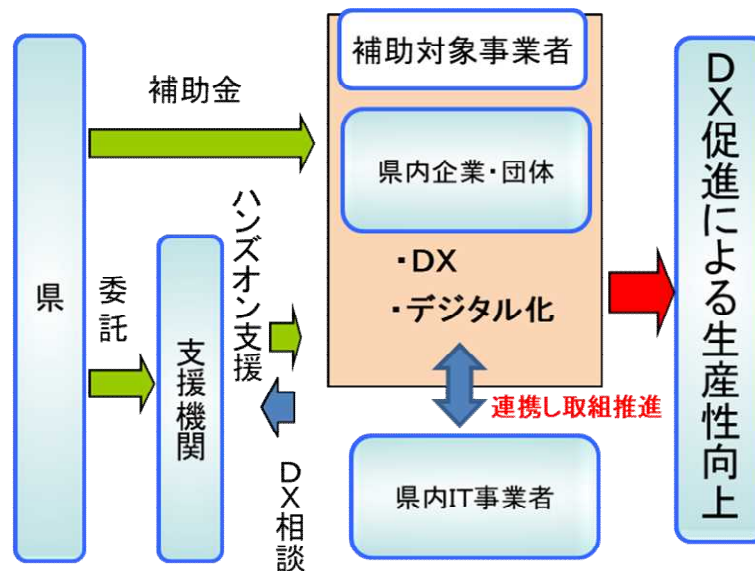 県
補助金
委託
支援機関
ハンズオン支援
DX相談
補助対象事業者
県内企業・団体
・DX
・デジタル化
連携し取組推進
県内IT事業者
DX促進による生産性向上